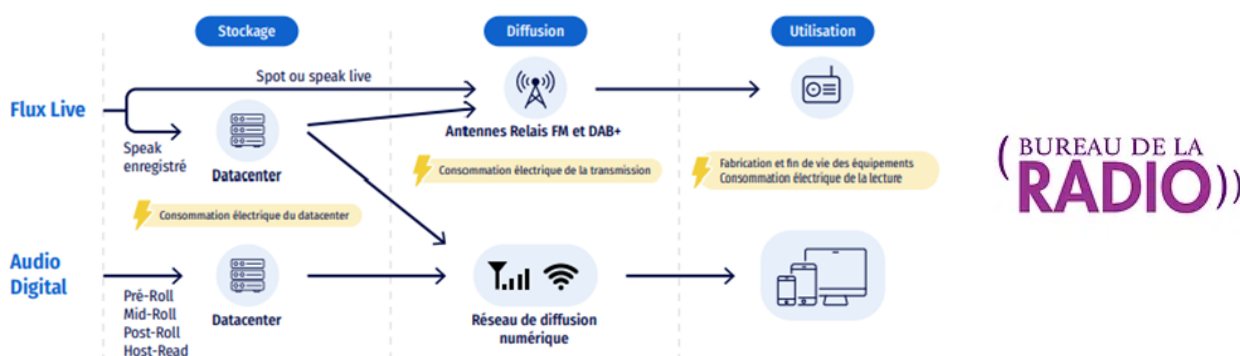 Stockage
Diffusion
Utilisation
Flux Live
Spot ou speak live
Speak
enregistré
Datacenter
Antennes Relais FM et DAB+
Consommation électrique du datacenter
Consommation électrique de la transmission
Fabrication et fin de vie des équipements
Consommation électrique de la lecture
Audio
Digital
Pré-Roll
Mid-Roll
Post-Roll
Host-Read
Datacenter
Réseau de diffusion
numérique
BUREAU DE LA
RADIO